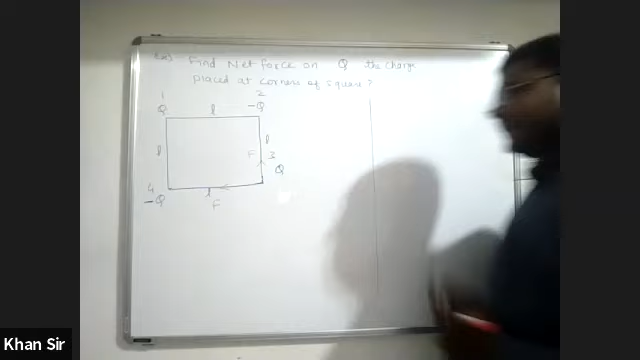 Find Net force on Q the charge
placed at corners of square?
1
2
Q
l
-Q
l
l
F
3
Q
4
-Q
l
F
Khan Sir